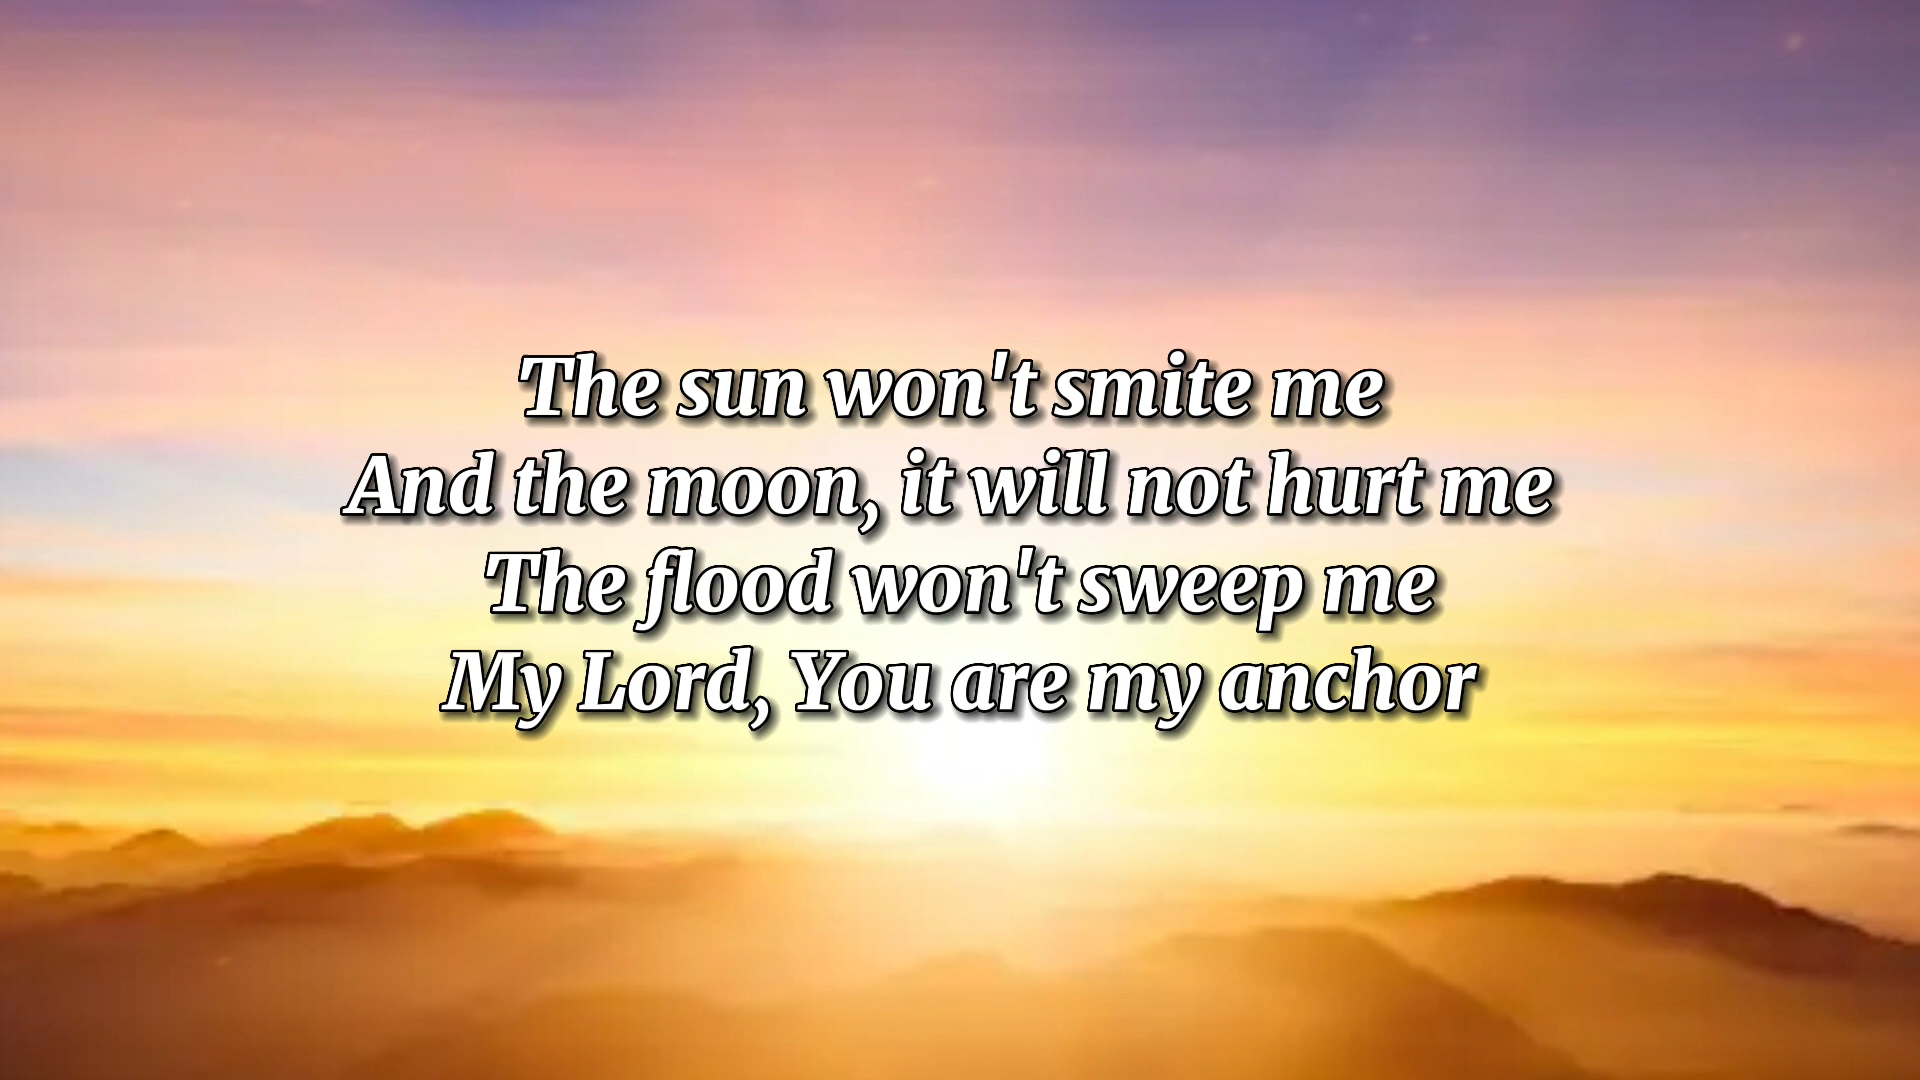 The sun won't smite me
And the moon, it will not hurt me
The flood won't sweep me
My Lord, You are my anchor